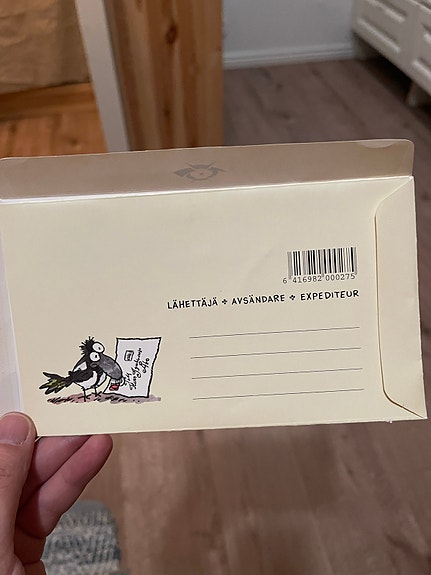 6 416982 000275
LÄHETTÄJÄ ✤ AVSÄNDARE ✤ EXPEDITEUR